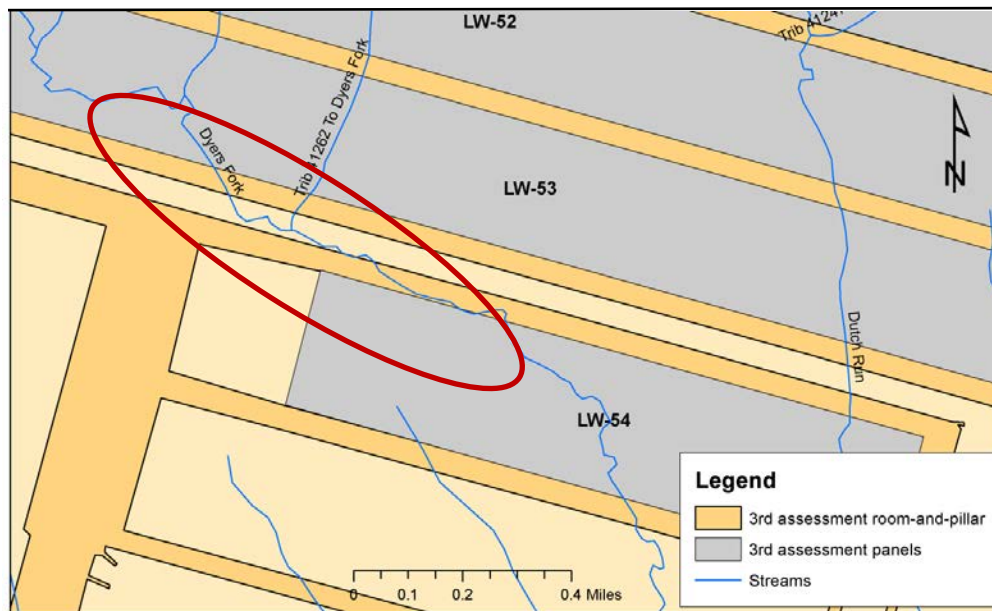 LW-52
Trib 4124
Dyers Fork
Trib 41262 To Dyers Fork
LW-53
N
Dutch Run
LW-54
Legend
3rd assessment room-and-pillar
3rd assessment panels
Streams
0 0.1 0.2 0.4 Miles